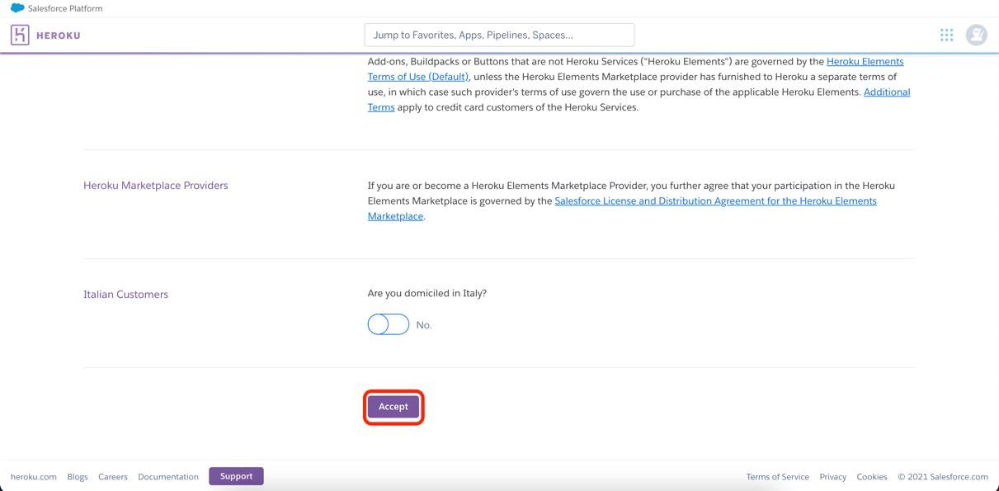 Salesforce Platform
HEROKU
Jump to Favorites, Apps, Pipelines, Spaces...
Add-ons, Buildpacks or Buttons that are not Heroku Services ("Heroku Elements") are governed by the Heroku Elements
Terms of Use (Default), unless the Heroku Elements Marketplace provider has furnished to Heroku a separate terms of
use, in which case such provider's terms of use govern the use or purchase of the applicable Heroku Elements. Additional
Terms apply to credit card customers of the Heroku Services.
Heroku Marketplace Providers
If you are or become a Heroku Elements Marketplace Provider, you further agree that your participation in the Heroku
Elements Marketplace is governed by the Salesforce License and Distribution Agreement for the Heroku Elements
Marketplace.
Italian Customers
Are you domiciled in Italy?
No.
Accept
heroku.com Blogs Careers Documentation Support Terms of Service Privacy Cookies © 2021 Salesforce.com